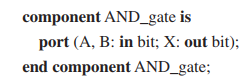 component AND_gate is
port (A, B: in bit; X: out bit);
end component AND_gate;